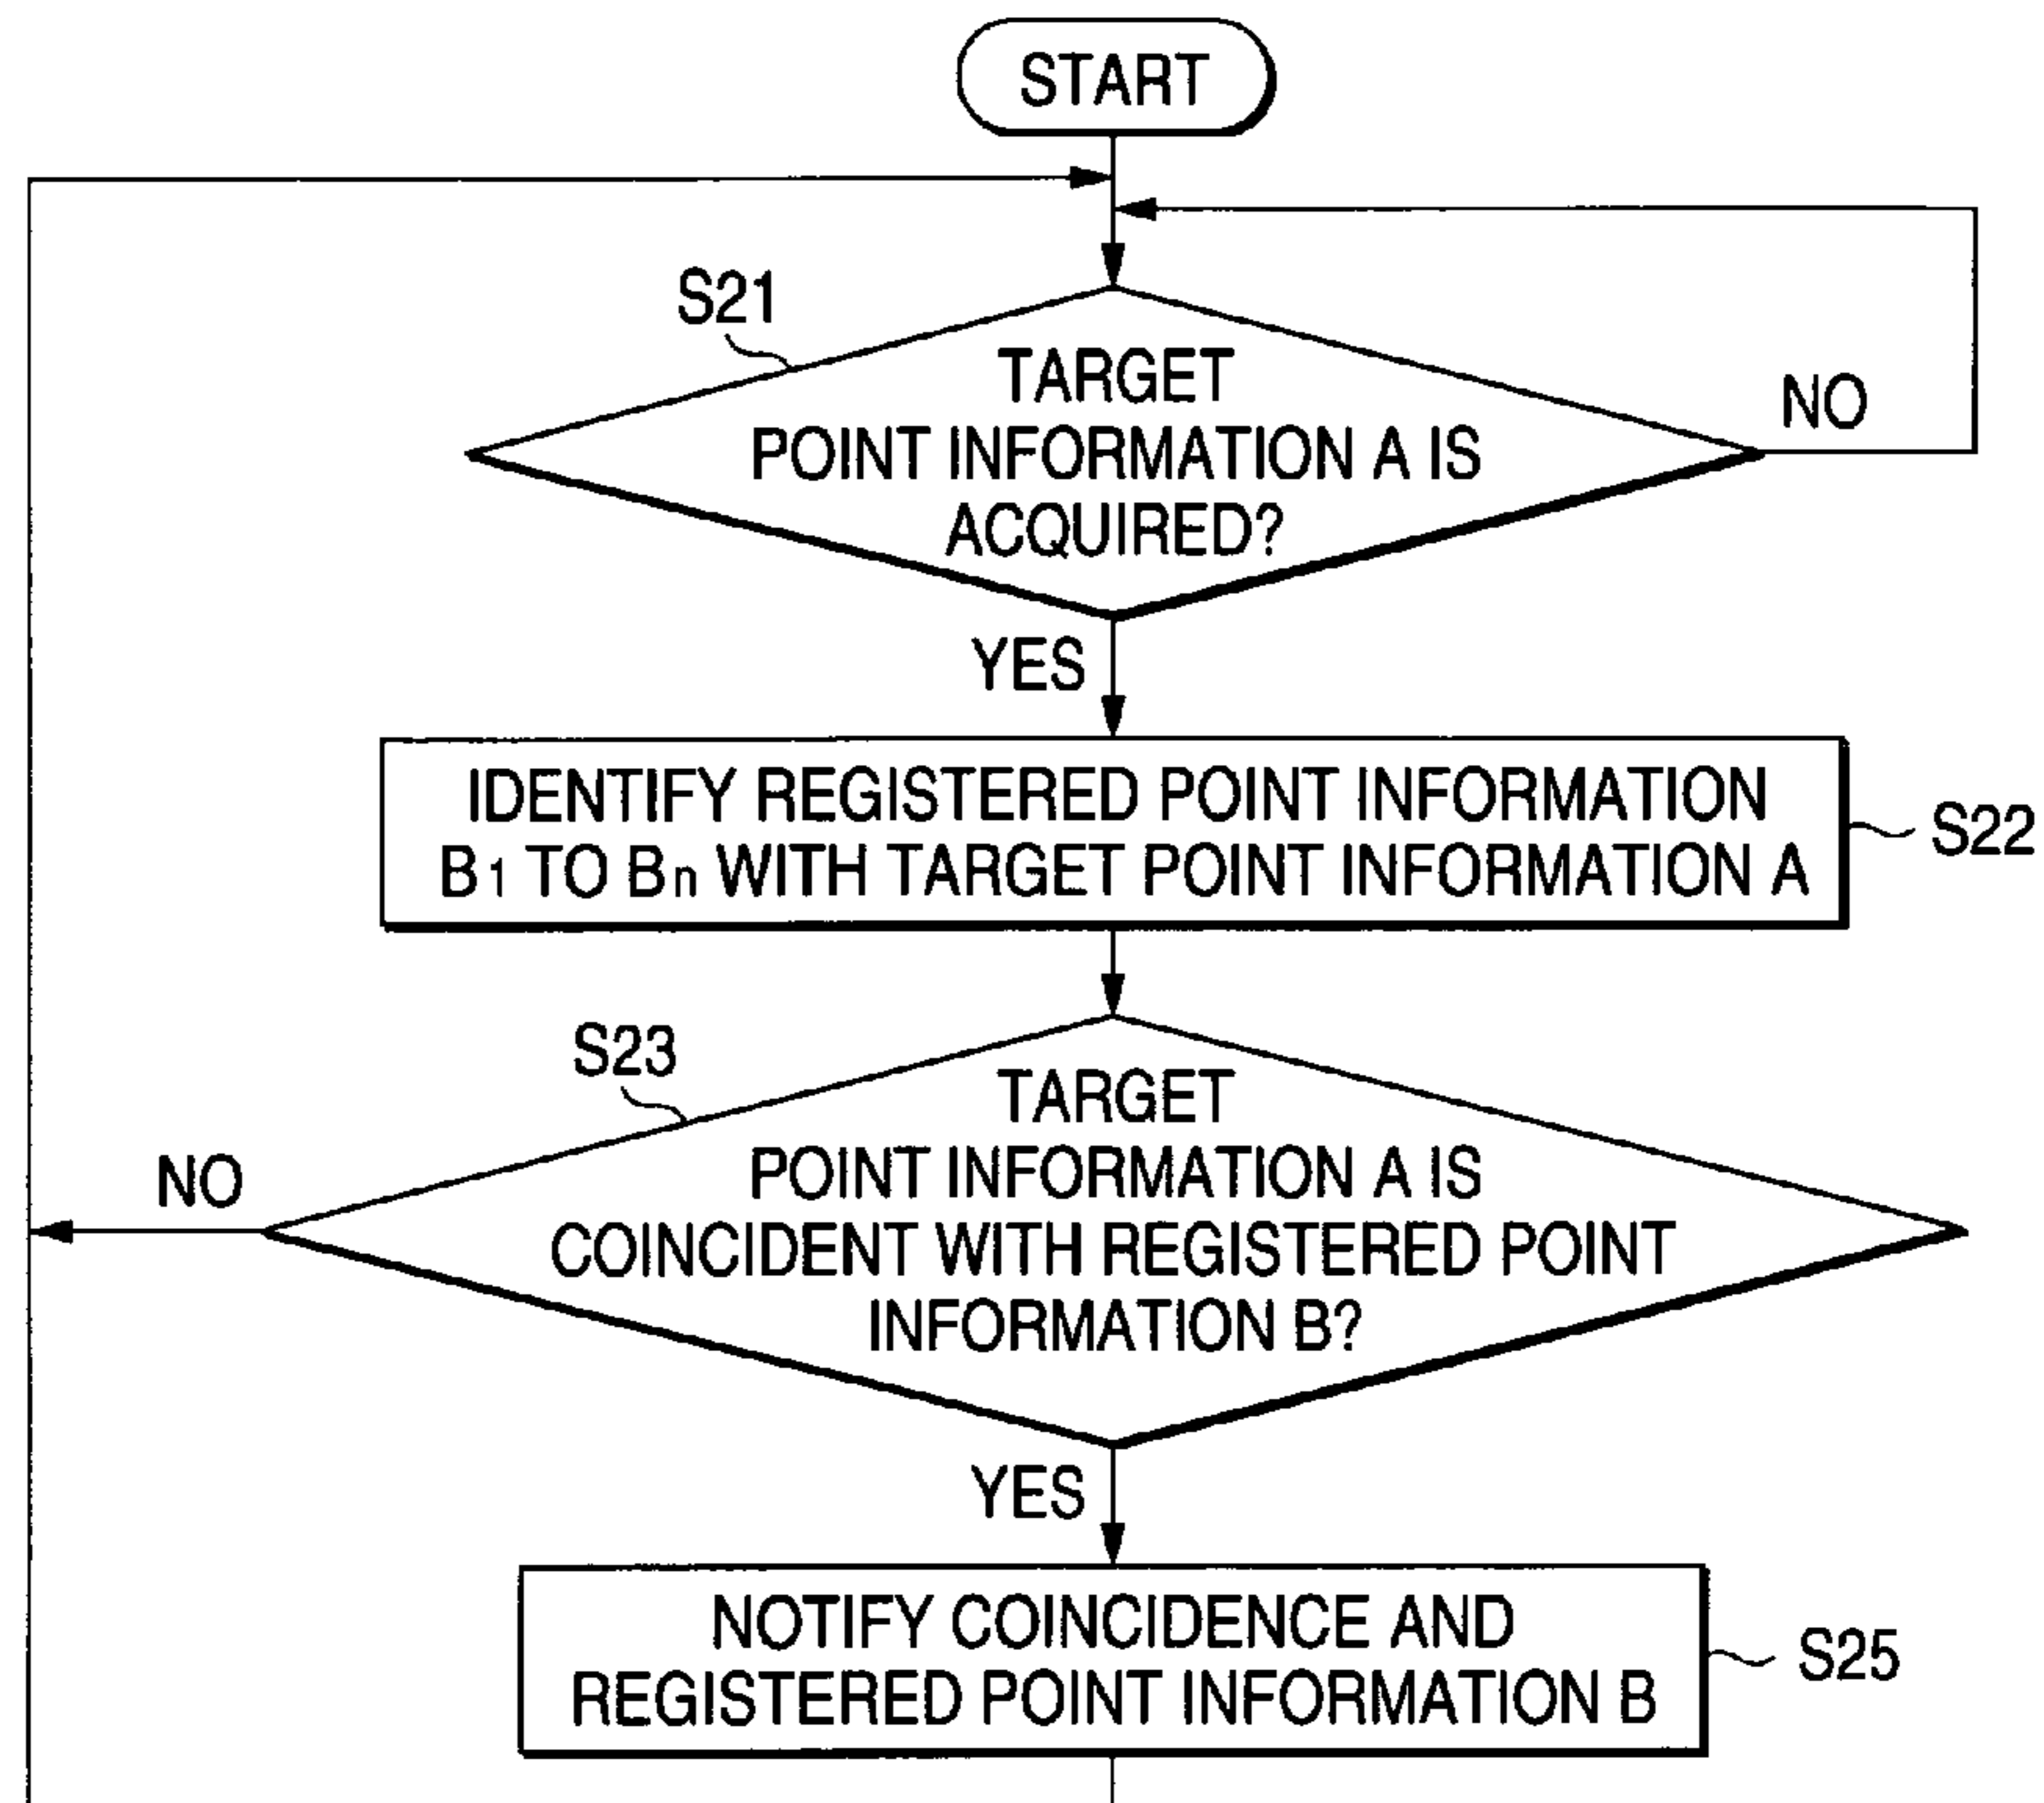 START
S21
TARGET
POINT INFORMATION A IS
ACQUIRED?
NO
YES
IDENTIFY REGISTERED POINT INFORMATION
B1 TO Bn WITH TARGET POINT INFORMATION A
S22
S23
TARGET
POINT INFORMATION A IS
COINCIDENT WITH REGISTERED POINT
INFORMATION B?
NO
YES
NOTIFY COINCIDENCE AND
REGISTERED POINT INFORMATION B
S25